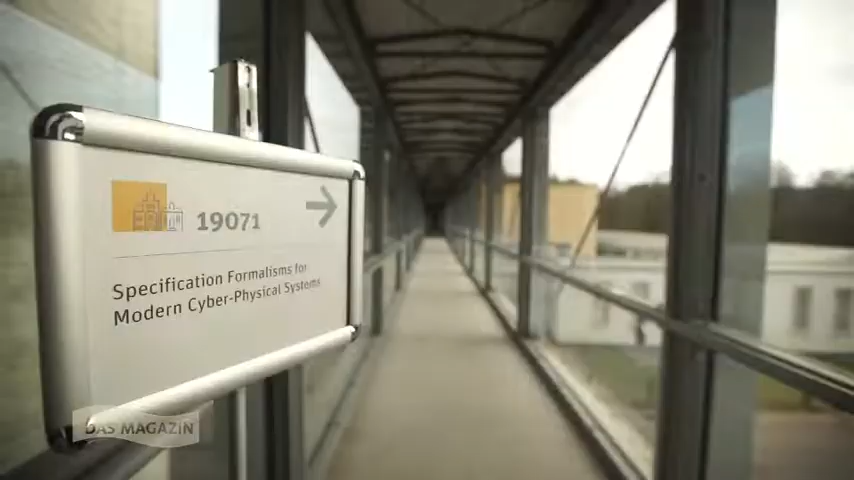 19071
Specification Formalisms for
Modern Cyber-Physical Systems
DAS MAGAZIN